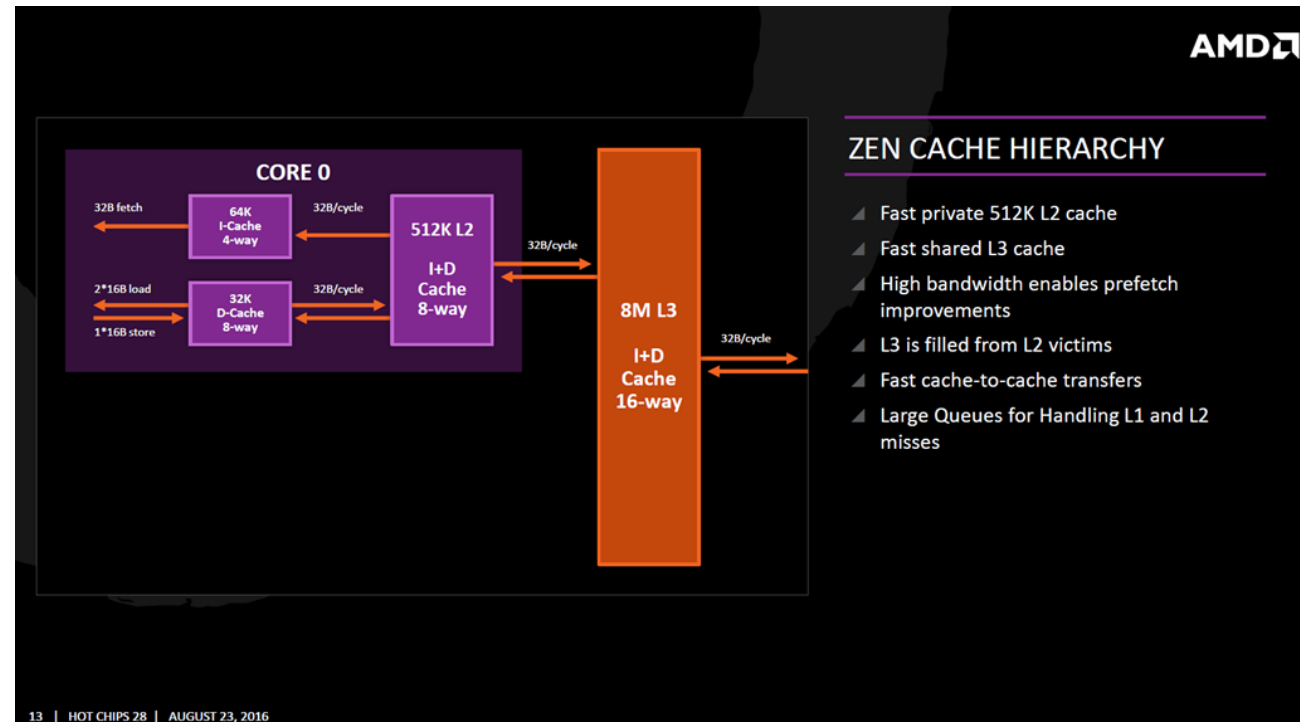 AMD
CORE 0
32B fetch
64K
I-Cache
4-way
32B/cycle
512K L2
I+D
Cache
8-way
2*16B load
1*16B store
32K
D-Cache
8-way
32B/cycle
32B/cycle
8M L3
I+D
Cache
16-way
32B/cycle
ZEN CACHE HIERARCHY
Fast private 512K L2 cache
Fast shared L3 cache
High bandwidth enables prefetch
improvements
L3 is filled from L2 victims
Fast cache-to-cache transfers
Large Queues for Handling L1 and L2
misses
13 | HOT CHIPS 28 | AUGUST 23, 2016